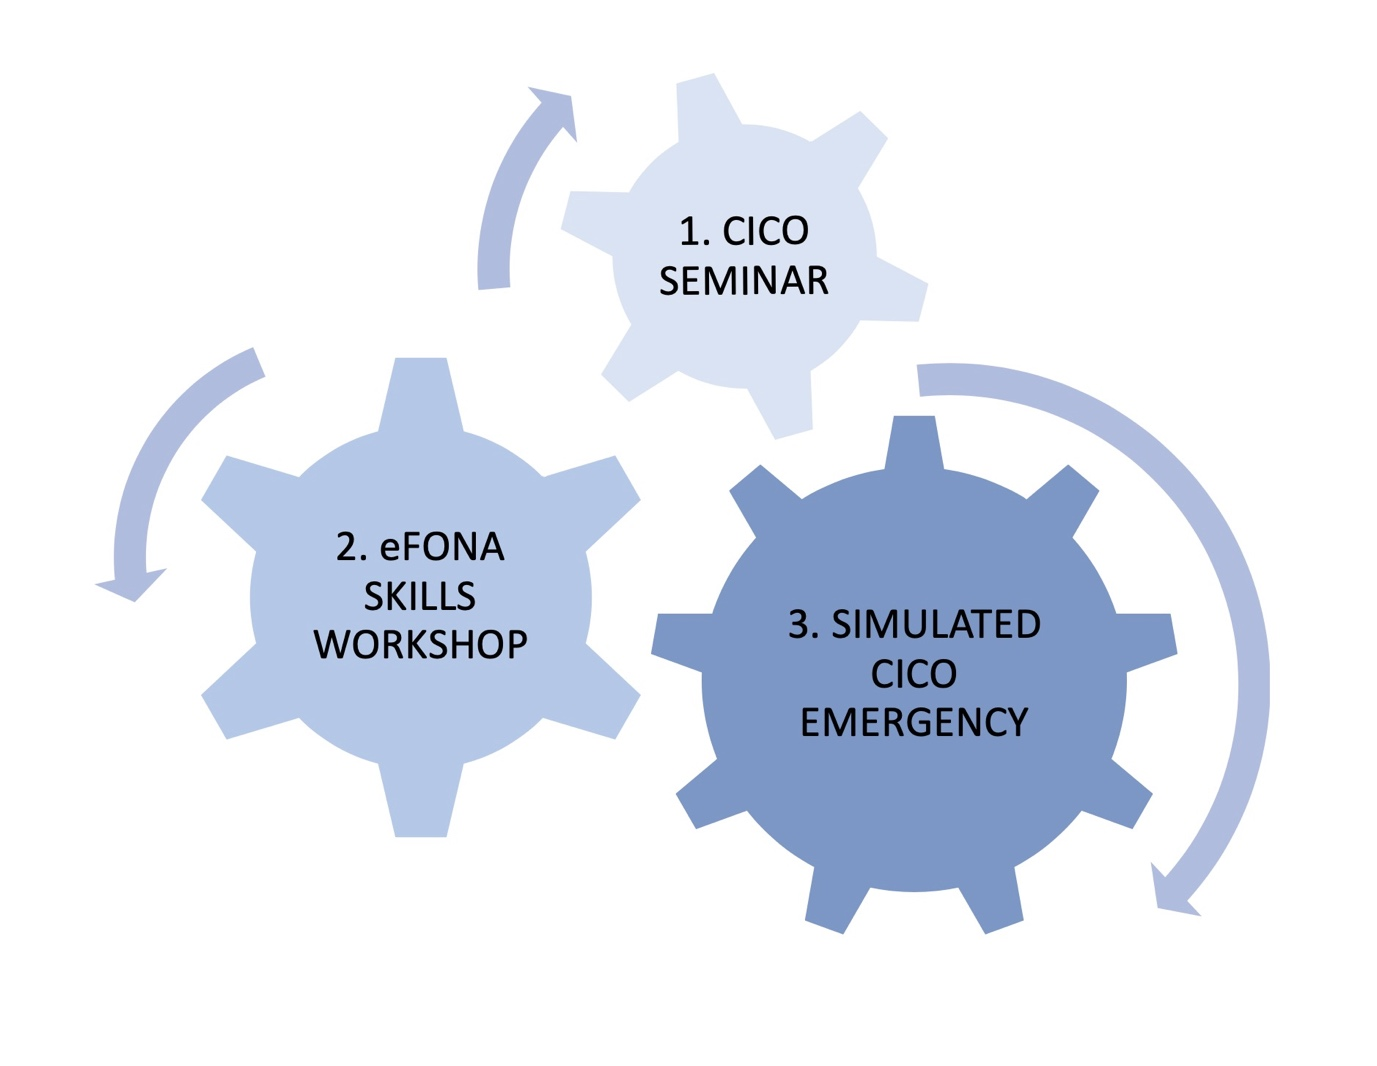 1. CICO
SEMINAR
2. eFONA
SKILLS
WORKSHOP
3. SIMULATED
CICO
EMERGENCY